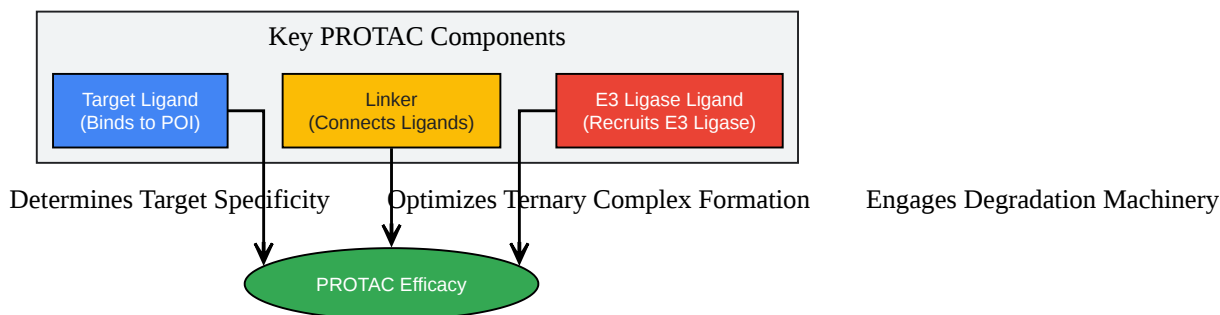 Key PROTAC Components
Target Ligand
(Binds to POI)
Linker
(Connects Ligands)
E3 Ligase Ligand
(Recruits E3 Ligase)
Determines Target Specificity
Optimizes Ternary Complex Formation
Engages Degradation Machinery
PROTAC Efficacy